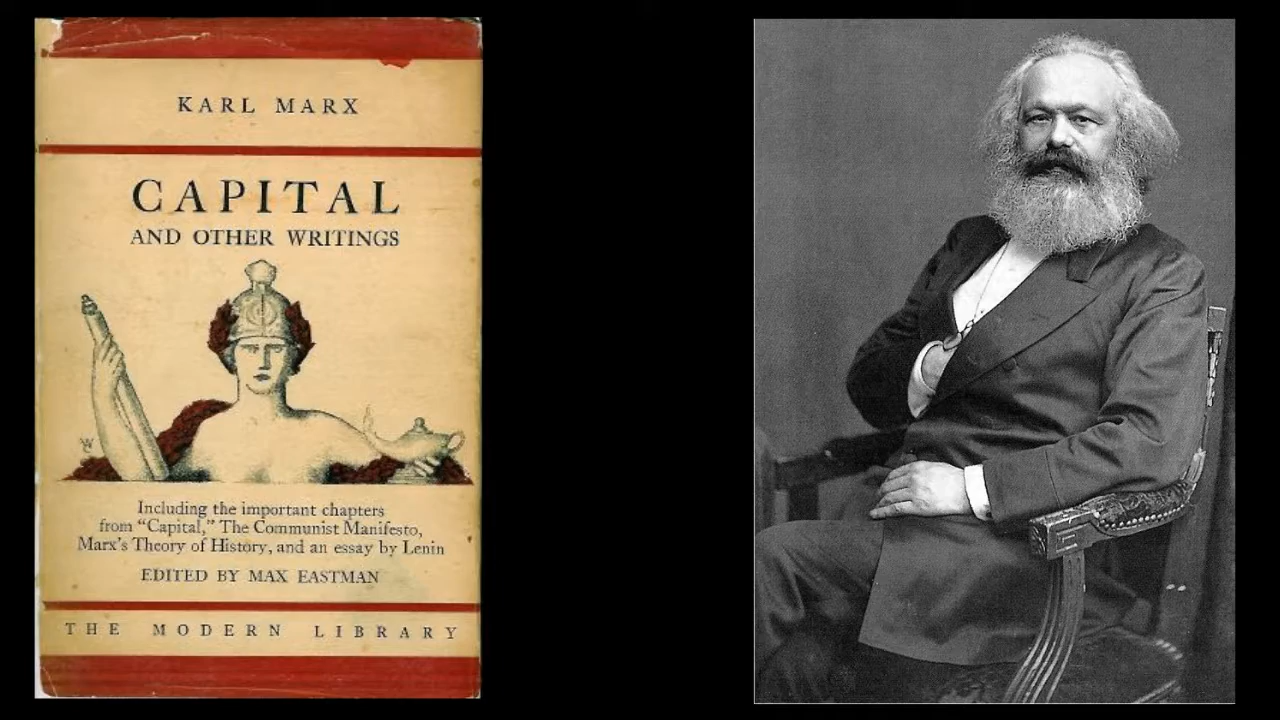 KARL MARX
CAPITAL
AND OTHER WRITINGS
Including the important chapters
from “Capital,” The Communist Manifesto,
Marx's Theory of History, and an essay by Lenin
EDITED BY MAX EASTMAN
THE MODERN LIBRARY